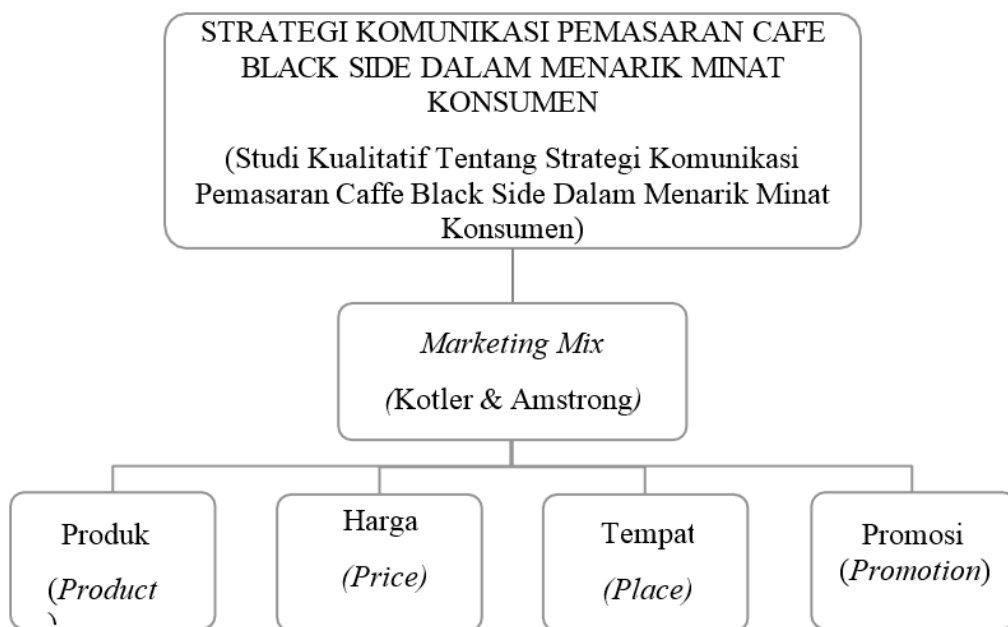 STRATEGI KOMUNIKASI PEMASARAN CAFE
BLACK SIDE DALAM MENARIK MINAT
KONSUMEN
(Studi Kualitatif Tentang Strategi Komunikasi
Pemasaran Caffe Black Side Dalam Menarik Minat
Konsumen)
Marketing Mix
(Kotler & Amstrong)
Produk
(Product
)
Harga
(Price)
Tempat
(Place)
Promosi
(Promotion)